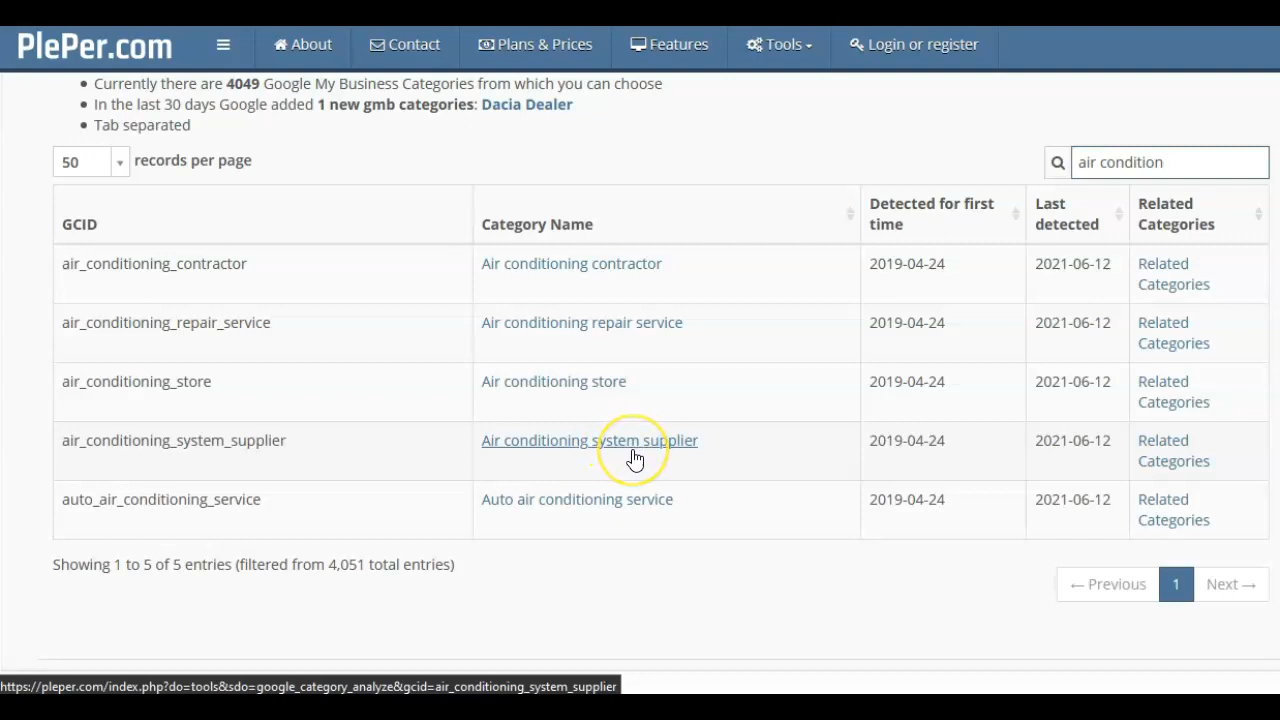 PlePer.com About Contact Plans & Prices Features Tools Login or register
Currently there are 4049 Google My Business Categories from which you can choose
In the last 30 days Google added 1 new gmb categories: Dacia Dealer
Tab separated
50 records per page air condition
GCID Category Name Detected for first time Last detected Related Categories
air_conditioning_contractor Air conditioning contractor 2019-04-24 2021-06-12 Related Categories
air_conditioning_repair_service Air conditioning repair service 2019-04-24 2021-06-12 Related Categories
air_conditioning_store Air conditioning store 2019-04-24 2021-06-12 Related Categories
air_conditioning_system_supplier Air conditioning system supplier 2019-04-24 2021-06-12 Related Categories
auto_air_conditioning_service Auto air conditioning service 2019-04-24 2021-06-12 Related Categories
Showing 1 to 5 of 5 entries (filtered from 4,051 total entries)
← Previous 1 Next →
https://pleper.com/index.php?do=tools&sdo=google_category_analyze&gcid=air_conditioning_system_supplier